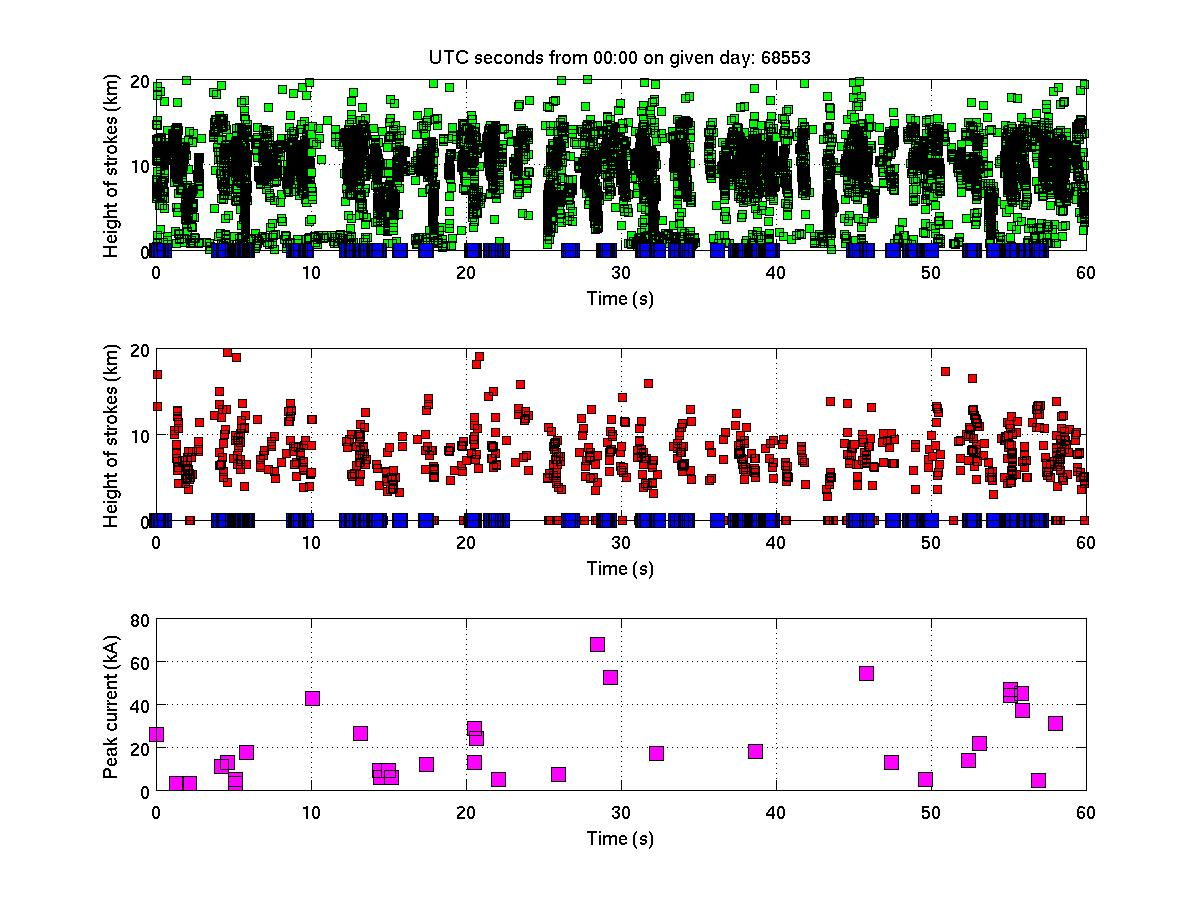 UTC seconds from 00:00 on given day: 68553
Height of strokes (km)
20
10
0
0 10 20 30 40 50 60
Time (s)
Height of strokes (km)
20
10
0
0 10 20 30 40 50 60
Time (s)
Peak current (kA)
80
60
40
20
0
0 10 20 30 40 50 60
Time (s)